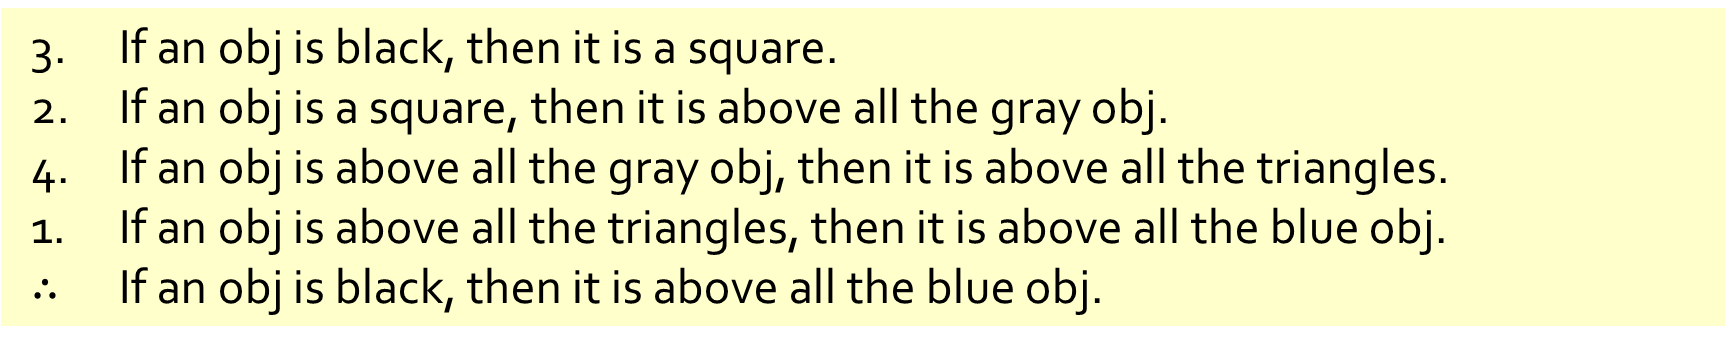 3. If an obj is black, then it is a square.
2. If an obj is a square, then it is above all the gray obj.
4. If an obj is above all the gray obj, then it is above all the triangles.
1. If an obj is above all the triangles, then it is above all the blue obj.
∴ If an obj is black, then it is above all the blue obj.